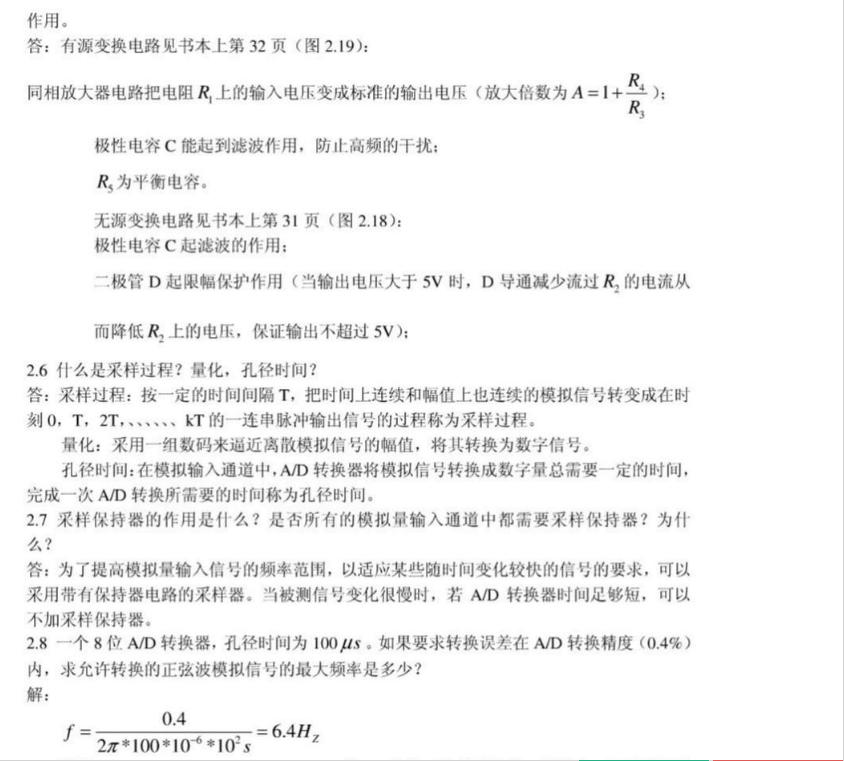 作用。
答：有源变换电路见书本上第 32 页（图 2.19）：
同相放大器电路把电阻 R₁ 上的输入电压变成标准的输出电压（放大倍数为 A = 1 + R₄/R₃ ）；
极性电容 C 能起到滤波作用，防止高频的干扰；
R₅ 为平衡电容。
无源变换电路见书本上第 31 页（图 2.18）：
极性电容 C 起滤波的作用；
二极管 D 起限幅保护作用（当输出电压大于 5V 时，D 导通减少流过 R₂ 的电流从
而降低 R₂ 上的电压，保证输出不超过 5V）；
2.6 什么是采样过程？量化，孔径时间？
答：采样过程：按一定的时间间隔 T，把时间上连续和幅值上也连续的模拟信号转变成在时
刻 0，T，2T，、、、、、、kT 的一连串脉冲输出信号的过程称为采样过程。
量化：采用一组数码来逼近离散模拟信号的幅值，将其转换为数字信号。
孔径时间：在模拟输入通道中，A/D 转换器将模拟信号转换成数字量总需要一定的时间，
完成一次 A/D 转换所需要的时间称为孔径时间。
2.7 采样保持器的作用是什么？是否所有的模拟量输入通道中都需要采样保持器？为什
么？
答：为了提高模拟量输入信号的频率范围，以适应某些随时间变化较快的信号的要求，可以
采用带有保持器电路的采样器。当被测信号变化很慢时，若 A/D 转换器时间足够短，可以
不加采样保持器。
2.8 一个 8 位 A/D 转换器，孔径时间为 100 μs 。如果要求转换误差在 A/D 转换精度（0.4%）
内，求允许转换的正弦波模拟信号的最大频率是多少？
解：
f = 0.4 / (2π*100*10⁻⁶*10² s) = 6.4H_Z